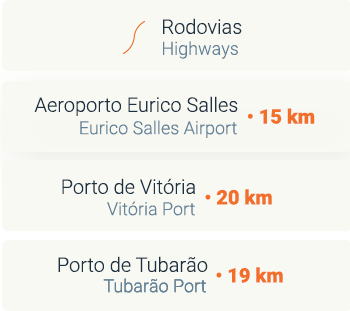 Rodovias
Highways
Aeroporto Eurico Salles
Eurico Salles Airport
• 15 km
Porto de Vitória
Vitória Port
• 20 km
Porto de Tubarão
Tubarão Port
• 19 km